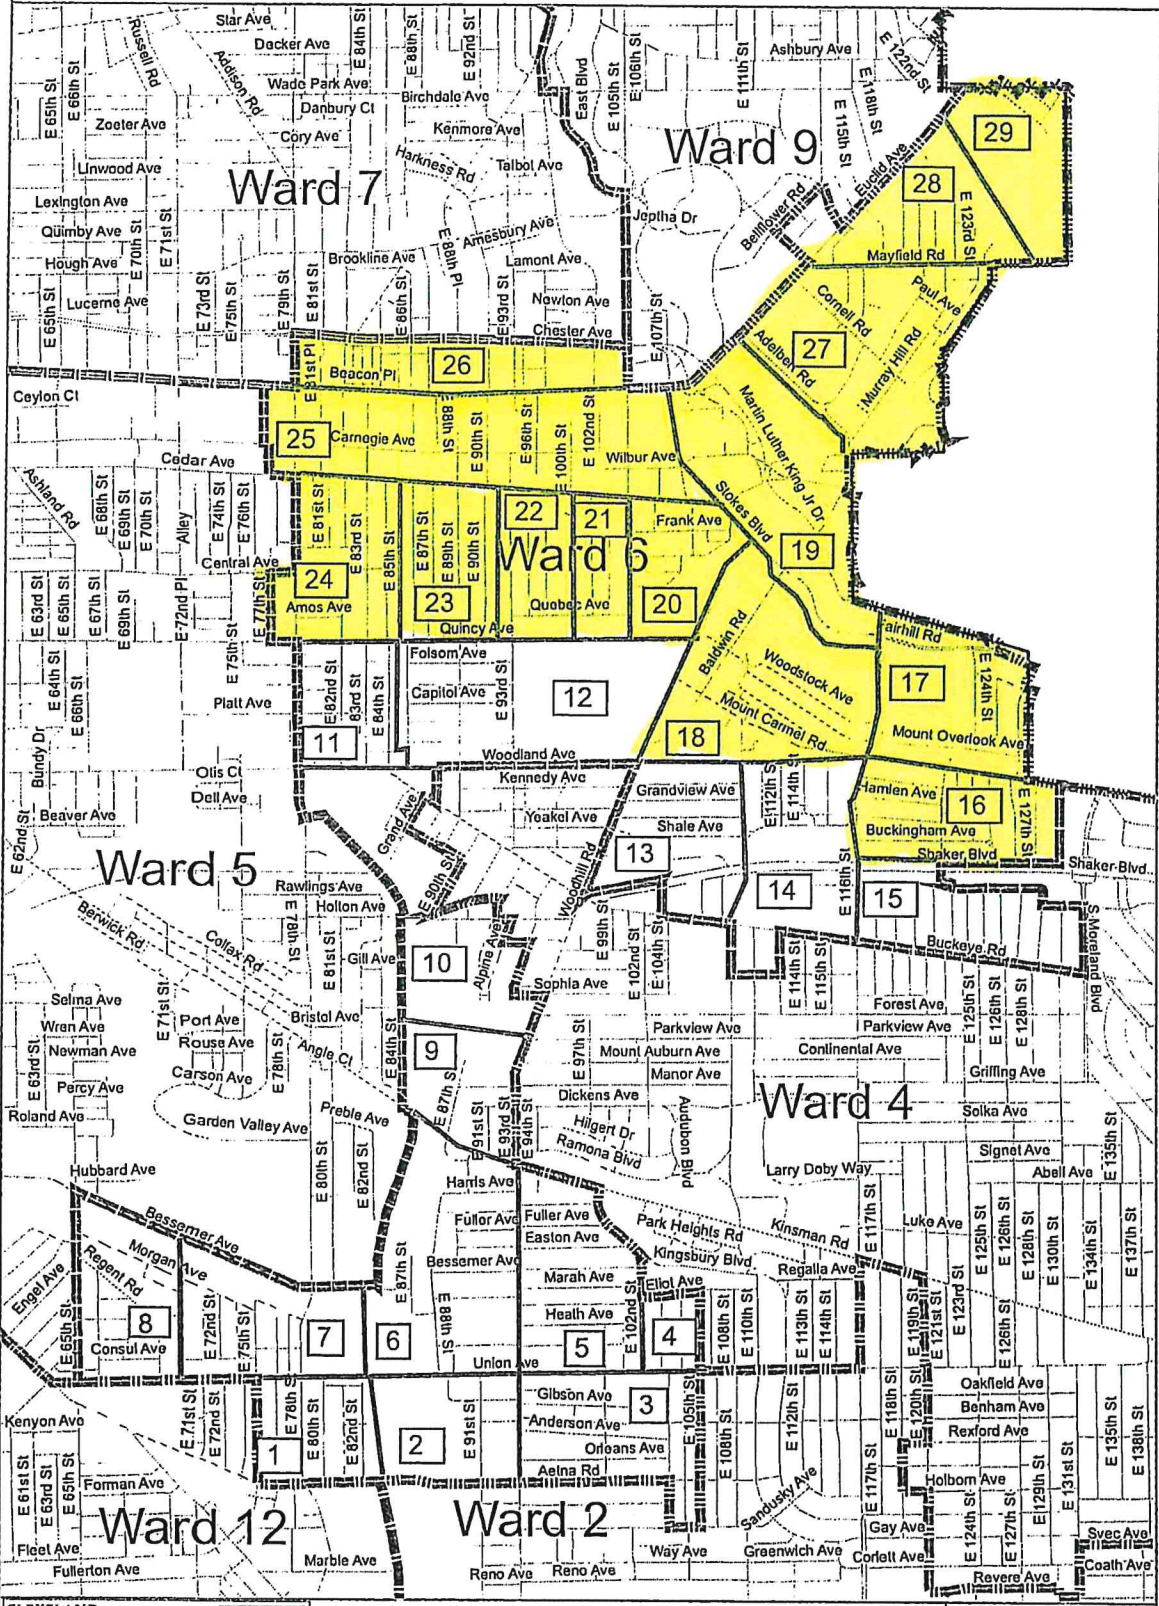 Star Ave
Decker Ave
Wade Park Ave
Danbury Ct
Cory Ave
Russell Rd
Addison Rd
E 84th St
E 88th St
E 92nd St
Birchdale Ave
Kenmore Ave
Harkness Rd
Talbot Ave
East Blvd
E 105th St
E 106th St
E 111th St
Ashbury Ave
E 122nd St
E 118th St
E 115th St
Euclid Ave
E 65th St
E 66th St
Zoeter Ave
Linwood Ave
Lexington Ave
Quimby Ave
Hough Ave
Lucerne Ave
E 65th St
E 70th St
E 71st St
E 73rd St
E 75th St
E 79th St
E 81st St
Ward 7
Ward 9
Brookline Ave
Amesbury Ave
E 88th Pl
Lamont Ave
Newton Ave
Chester Ave
E 86th St
E 93rd St
Jeptha Dr
Bellflower Rd
E 107th St
29
28
E 123rd St
Mayfield Rd
Cornell Rd
Paul Ave
Adelbert Rd
27
Murray Hill Rd
Ceylon Ct
E 81st Pl
Beacon Pl
26
25
Carnegie Ave
88th St
E 90th St
E 96th St
E 100th St
E 102nd St
Wilbur Ave
Martin Luther King Jr Dr
Cedar Ave
Ashland Rd
E 68th St
E 69th St
E 70th St
Alley
E 74th St
E 76th St
E 81st St
E 83rd St
E 85th St
E 87th St
E 89th St
E 90th St
22
21
Frank Ave
Stokes Blvd
19
Ward 6
Central Ave
24
Amos Ave
23
Quebec Ave
20
Quincy Ave
E 63rd St
E 65th St
E 67th St
E 69th St
E 72nd Pl
E 75th St
E 77th St
Baldwin Rd
Woodstock Ave
Mount Carmel Rd
18
17
Fairhill Rd
E 124th St
Mount Overlook Ave
E 64th St
E 66th St
Platt Ave
E 82nd St
83rd St
E 84th St
11
Folsom Ave
Capitol Ave
E 93rd St
12
Woodland Ave
Kennedy Ave
Bundy Dr
Otis Ct
Dell Ave
Beaver Ave
E 62nd St
Grand Ave
Yeakel Ave
Grandview Ave
Shale Ave
13
E 112th St
E 114th St
Hamlen Ave
16
E 127th St
Buckingham Ave
Shaker Blvd
Shaker Blvd
Ward 5
Rawlings Ave
Holton Ave
E 90th St
Woodhill Rd
14
E 116th St
15
Buckeye Rd
S Moreland Blvd
Berwick Rd
Colfax Rd
E 78th St
E 81st St
Gill Ave
10
Alpine Ave
E 99th St
E 102nd St
E 104th St
Sophia Ave
E 114th St
E 115th St
Forest Ave
E 125th St
E 126th St
E 128th St
Selma Ave
Wren Ave
Newman Ave
Percy Ave
Roland Ave
E 63rd St
E 71st St
Port Ave
Rouse Ave
Carson Ave
E 78th St
Bristol Ave
Angle Ct
E 84th St
9
E 87th S
E 97th St
Parkview Ave
Parkview Ave
Mount Auburn Ave
Continental Ave
Manor Ave
Griffing Ave
Dickens Ave
Ward 4
Solka Ave
Garden Valley Ave
Preble Ave
E 91st St
E 93rd St
E 94th St
Hilgert Dr
Ramona Blvd
Audubon Blvd
Larry Doby Way
Signet Ave
Abell Ave
E 135th St
Hubbard Ave
E 80th St
E 82nd St
Harris Ave
Bessemer Ave
Fuller Ave
Fuller Ave
Easton Ave
Park Heights Rd
Kinsman Rd
Kingsbury Blvd
Regalla Ave
E 117th St
Luke Ave
E 125th St
E 126th St
E 128th St
E 130th St
E 134th St
E 137th St
Engel Ave
Regent Rd
Morgan Ave
Bessemer Ave
E 87th St
E 88th St
Marah Ave
Heath Ave
Eliot Ave
E 102nd St
E 108th St
E 110th St
E 113th St
E 114th St
E 119th St
E 121st St
E 123rd St
E 126th St
8
Consul Ave
E 65th St
E 72nd St
E 75th St
7
6
5
4
Union Ave
Kenyon Ave
E 71st St
E 72nd St
E 78th S
E 80th St
E 82nd St
1
2
E 91st St
Gibson Ave
Anderson Ave
Orleans Ave
Aetna Rd
3
E 105th St
E 108th St
E 112th St
E 117th St
E 118th St
E 120th St
Oakfield Ave
Benham Ave
Rexford Ave
E 135th St
E 138th St
E 61st St
E 63rd St
E 65th St
Forman Ave
Ward 12
Ward 2
Sandusky Ave
Holborn Ave
E 124th St
E 127th St
E 129th St
E 131st St
Fleet Ave
Fullerton Ave
Marble Ave
Reno Ave
Reno Ave
Way Ave
Greenwich Ave
Gay Ave
Corlett Ave
Revere Ave
Svec Ave
Coath Ave